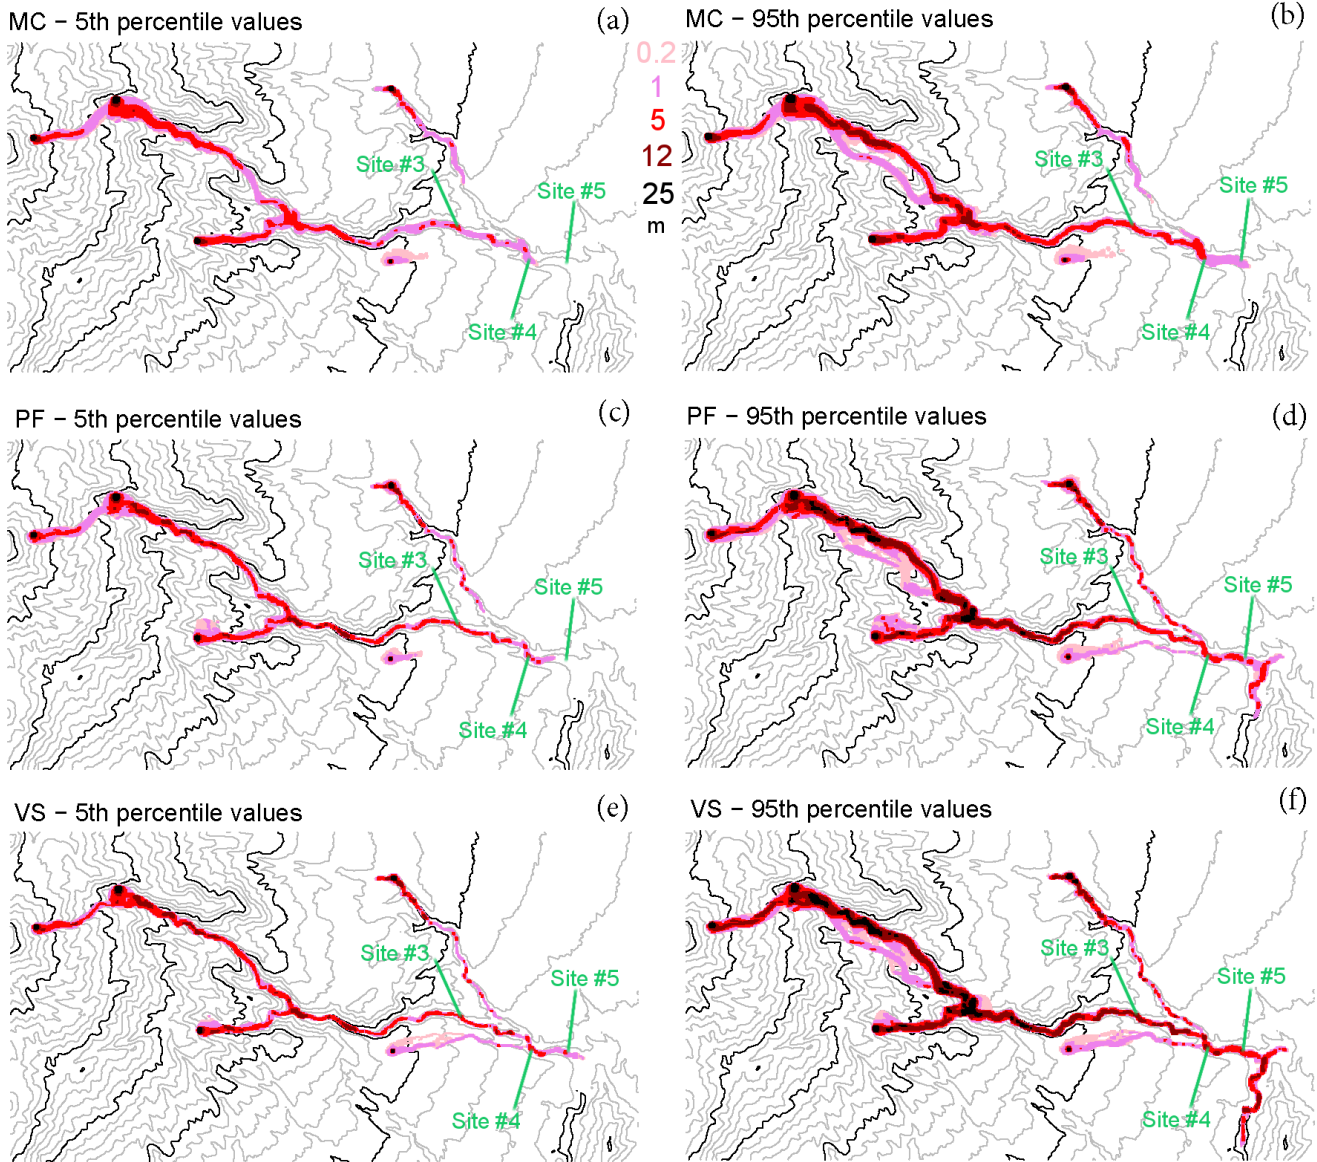 MC − 5th percentile values
(a)
MC − 95th percentile values
(b)
0.2
1
5
12
25
m
Site #3
Site #5
Site #4
Site #3
Site #5
Site #4
PF − 5th percentile values
(c)
PF − 95th percentile values
(d)
Site #3
Site #5
Site #4
Site #3
Site #5
Site #4
VS − 5th percentile values
(e)
VS − 95th percentile values
(f)
Site #3
Site #5
Site #4
Site #3
Site #5
Site #4